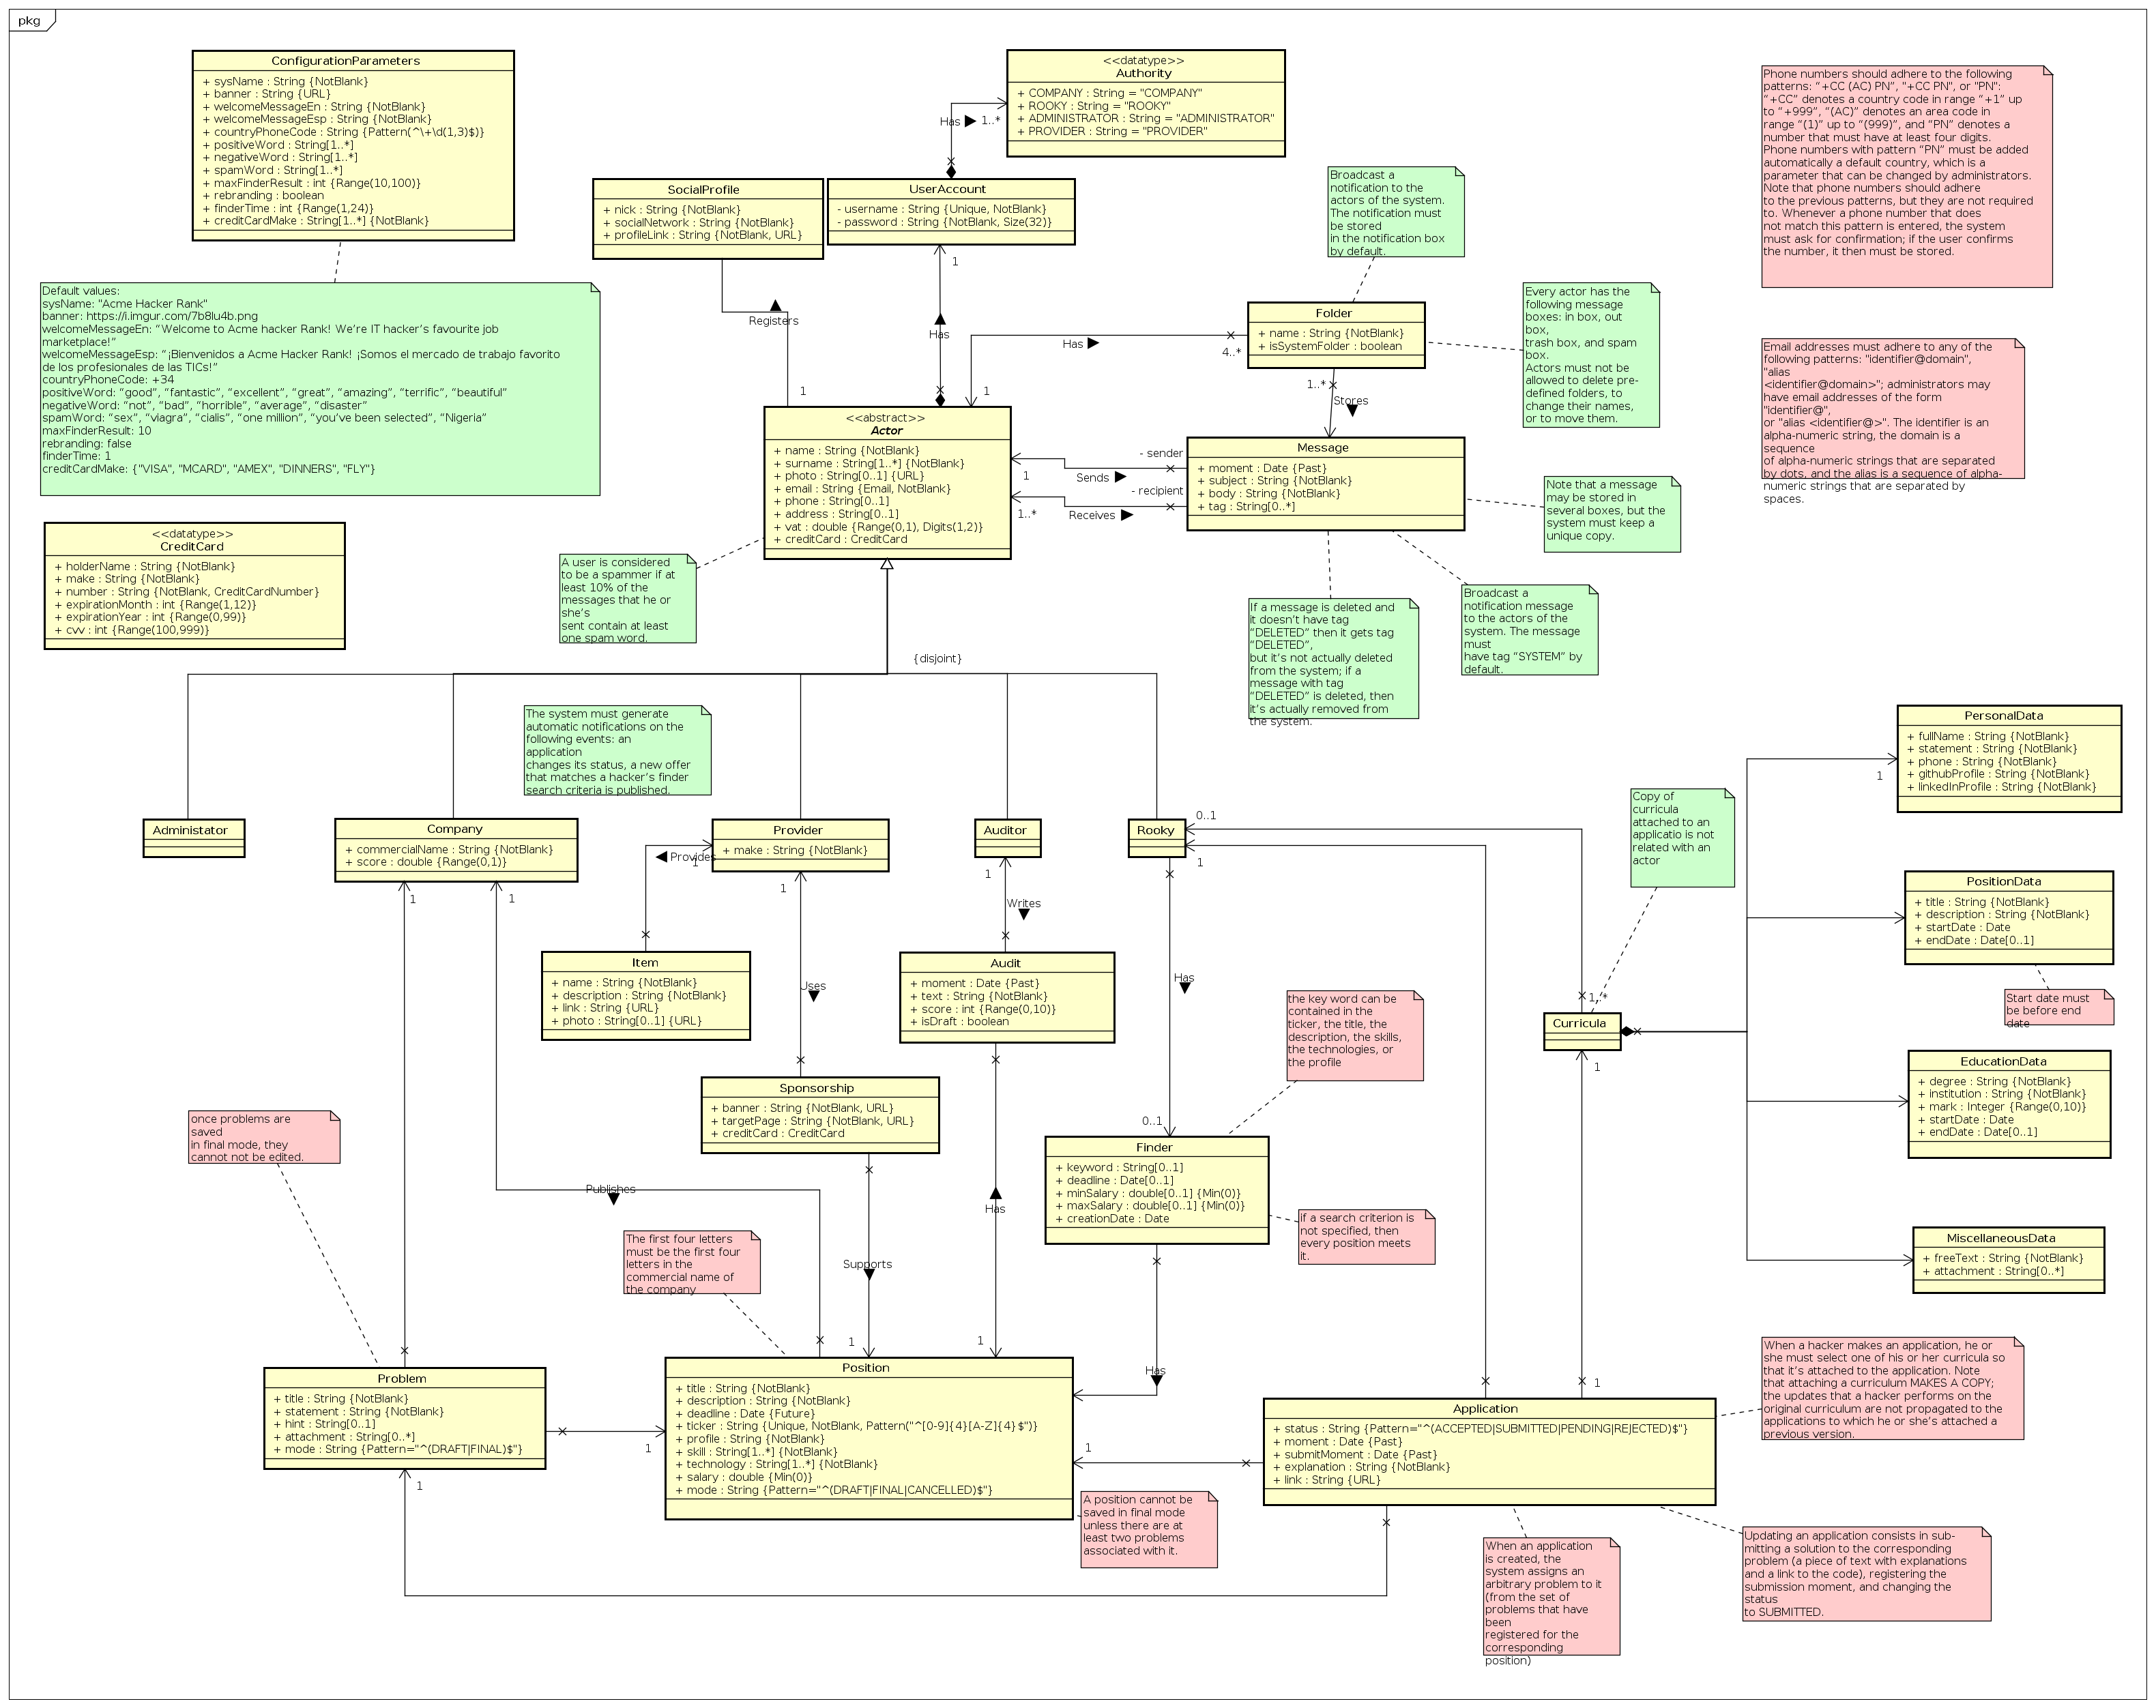 pkg
ConfigurationParameters
+ sysName : String {NotBlank}
+ banner : String {URL}
+ welcomeMessageEn : String {NotBlank}
+ welcomeMessageEsp : String {NotBlank}
+ countryPhoneCode : String {Pattern(^\+\d(1,3)$)}
+ positiveWord : String[1..*]
+ negativeWord : String[1..*]
+ spamWord : String[1..*]
+ maxFinderResult : int {Range(10,100)}
+ rebranding : boolean
+ finderTime : int {Range(1,24)}
+ creditCardMake : String[1..*] {NotBlank}
<<datatype>>
Authority
+ COMPANY : String = "COMPANY"
+ ROOKY : String = "ROOKY"
+ ADMINISTRATOR : String = "ADMINISTRATOR"
+ PROVIDER : String = "PROVIDER"
Has
1..*
Phone numbers should adhere to the following
patterns: “+CC (AC) PN”, "+CC PN", or "PN":
“+CC” denotes a country code in range “+1” up
to “+999”, “(AC)” denotes an area code in
range “(1)” up to “(999)”, and “PN” denotes a
number that must have at least four digits.
Phone numbers with pattern “PN” must be added
automatically a default country, which is a
parameter that can be changed by administrators.
Note that phone numbers should adhere
to the previous patterns, but they are not required
to. Whenever a phone number that does
not match this pattern is entered, the system
must ask for confirmation; if the user confirms
the number, it then must be stored.
SocialProfile
+ nick : String {NotBlank}
+ socialNetwork : String {NotBlank}
+ profileLink : String {NotBlank, URL}
UserAccount
- username : String {Unique, NotBlank}
- password : String {NotBlank, Size(32)}
1
Broadcast a
notification to the
actors of the system.
The notification must
be stored
in the notification box
by default.
Default values:
sysName: "Acme Hacker Rank"
banner: https://i.imgur.com/7b8lu4b.png
welcomeMessageEn: “Welcome to Acme hacker Rank! We’re IT hacker’s favourite job
marketplace!”
welcomeMessageEsp: “¡Bienvenidos a Acme Hacker Rank! ¡Somos el mercado de trabajo favorito
de los profesionales de las TICs!”
countryPhoneCode: +34
positiveWord: “good”, “fantastic”, “excellent”, “great”, “amazing”, “terrific”, “beautiful”
negativeWord: “not”, “bad”, “horrible”, “average”, “disaster”
spamWord: “sex”, “viagra”, “cialis”, “one million”, “you’ve been selected”, “Nigeria”
maxFinderResult: 10
rebranding: false
finderTime: 1
creditCardMake: {"VISA", "MCARD", "AMEX", "DINNERS", "FLY"}
Registers
1
Has
Has
1
4..*
Folder
+ name : String {NotBlank}
+ isSystemFolder : boolean
Every actor has the
following message
boxes: in box, out
box,
trash box, and spam
box.
Actors must not be
allowed to delete pre-
defined folders, to
change their names,
or to move them.
Email addresses must adhere to any of the
following patterns: "identifier@domain",
"alias
<identifier@domain>"; administrators may
have email addresses of the form
"identifier@",
or "alias <identifier@>". The identifier is an
alpha-numeric string, the domain is a
sequence
of alpha-numeric strings that are separated
by dots, and the alias is a sequence of alpha-
numeric strings that are separated by
spaces.
1..*
Stores
<<abstract>>
Actor
+ name : String {NotBlank}
+ surname : String[1..*] {NotBlank}
+ photo : String[0..1] {URL}
+ email : String {Email, NotBlank}
+ phone : String[0..1]
+ address : String[0..1]
+ vat : double {Range(0,1), Digits(1,2)}
+ creditCard : CreditCard
- sender
1
Sends
- recipient
1..*
Receives
Message
+ moment : Date {Past}
+ subject : String {NotBlank}
+ body : String {NotBlank}
+ tag : String[0..*]
Note that a message
may be stored in
several boxes, but the
system must keep a
unique copy.
<<datatype>>
CreditCard
+ holderName : String {NotBlank}
+ make : String {NotBlank}
+ number : String {NotBlank, CreditCardNumber}
+ expirationMonth : int {Range(1,12)}
+ expirationYear : int {Range(0,99)}
+ cvv : int {Range(100,999)}
A user is considered
to be a spammer if at
least 10% of the
messages that he or
she’s
sent contain at least
one spam word.
If a message is deleted and
it doesn’t have tag
“DELETED” then it gets tag
“DELETED”,
but it’s not actually deleted
from the system; if a
message with tag
“DELETED” is deleted, then
it’s actually removed from
the system.
Broadcast a
notification message
to the actors of the
system. The message
must
have tag “SYSTEM” by
default.
{disjoint}
The system must generate
automatic notifications on the
following events: an
application
changes its status, a new offer
that matches a hacker’s finder
search criteria is published.
Administator
Company
+ commercialName : String {NotBlank}
+ score : double {Range(0,1)}
Provider
+ make : String {NotBlank}
Auditor
Rooky
0..1
1
Copy of
curricula
attached to an
applicatio is not
related with an
actor
PersonalData
+ fullName : String {NotBlank}
+ statement : String {NotBlank}
+ phone : String {NotBlank}
+ githubProfile : String {NotBlank}
+ linkedInProfile : String {NotBlank}
1
PositionData
+ title : String {NotBlank}
+ description : String {NotBlank}
+ startDate : Date
+ endDate : Date[0..1]
Start date must
be before end
date
Provides
1
1
1
1
1
Writes
Item
+ name : String {NotBlank}
+ description : String {NotBlank}
+ link : String {URL}
+ photo : String[0..1] {URL}
Uses
Audit
+ moment : Date {Past}
+ text : String {NotBlank}
+ score : int {Range(0,10)}
+ isDraft : boolean
Has
the key word can be
contained in the
ticker, the title, the
description, the skills,
the technologies, or
the profile
1..*
Curricula
1
EducationData
+ degree : String {NotBlank}
+ institution : String {NotBlank}
+ mark : Integer {Range(0,10)}
+ startDate : Date
+ endDate : Date[0..1]
Sponsorship
+ banner : String {NotBlank, URL}
+ targetPage : String {NotBlank, URL}
+ creditCard : CreditCard
once problems are
saved
in final mode, they
cannot not be edited.
0..1
Finder
+ keyword : String[0..1]
+ deadline : Date[0..1]
+ minSalary : double[0..1] {Min(0)}
+ maxSalary : double[0..1] {Min(0)}
+ creationDate : Date
if a search criterion is
not specified, then
every position meets
it.
Publishes
Has
The first four letters
must be the first four
letters in the
commercial name of
the company
Supports
MiscellaneousData
+ freeText : String {NotBlank}
+ attachment : String[0..*]
1
1
Has
When a hacker makes an application, he or
she must select one of his or her curricula so
that it’s attached to the application. Note
that attaching a curriculum MAKES A COPY;
the updates that a hacker performs on the
original curriculum are not propagated to the
applications to which he or she’s attached a
previous version.
Problem
+ title : String {NotBlank}
+ statement : String {NotBlank}
+ hint : String[0..1]
+ attachment : String[0..*]
+ mode : String {Pattern="^(DRAFT|FINAL)$"}
1
1
Position
+ title : String {NotBlank}
+ description : String {NotBlank}
+ deadline : Date {Future}
+ ticker : String {Unique, NotBlank, Pattern("^[0-9]{4}[A-Z]{4}$")}
+ profile : String {NotBlank}
+ skill : String[1..*] {NotBlank}
+ technology : String[1..*] {NotBlank}
+ salary : double {Min(0)}
+ mode : String {Pattern="^(DRAFT|FINAL|CANCELLED)$"}
1
1
Application
+ status : String {Pattern="^(ACCEPTED|SUBMITTED|PENDING|REJECTED)$"}
+ moment : Date {Past}
+ submitMoment : Date {Past}
+ explanation : String {NotBlank}
+ link : String {URL}
A position cannot be
saved in final mode
unless there are at
least two problems
associated with it.
When an application
is created, the
system assigns an
arbitrary problem to it
(from the set of
problems that have
been
registered for the
corresponding
position)
Updating an application consists in sub-
mitting a solution to the corresponding
problem (a piece of text with explanations
and a link to the code), registering the
submission moment, and changing the
status
to SUBMITTED.